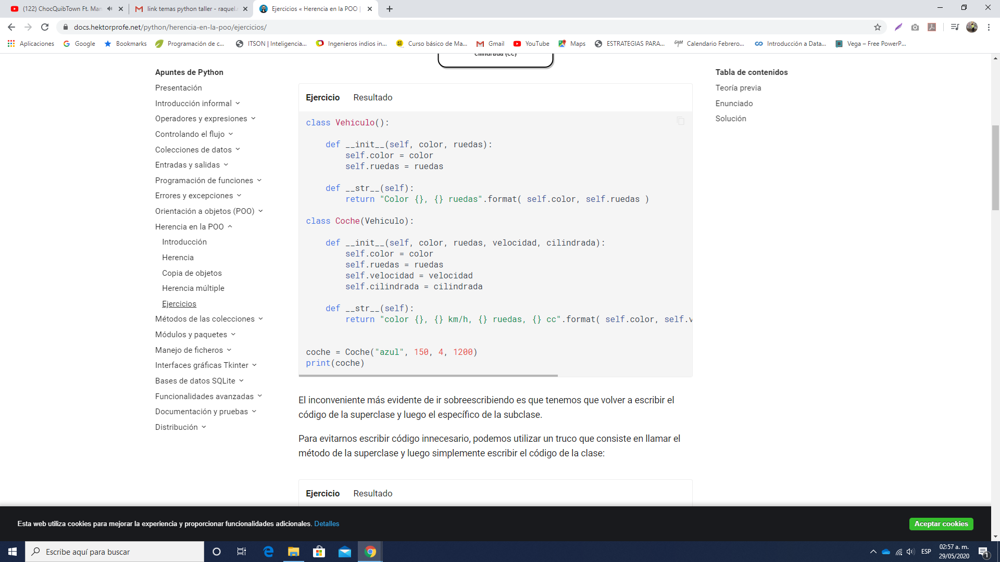 (122) ChocQuibTown Ft. Man
link temas python taller - raquel.r
Ejercicios « Herencia en la POO |
docs.hektorprofe.net/python/herencia-en-la-poo/ejercicios/
Aplicaciones
Google
Bookmarks
Programación de c...
ITSON | Inteligencia...
Ingenieros indios in...
Curso básico de Ma...
Gmail
YouTube
Maps
ESTRATEGIAS PARA...
Calendario Febrero...
Introducción a Data...
Vega – Free PowerP...
cilindrada (cc)
Apuntes de Python
Presentación
Introducción informal
Operadores y expresiones
Controlando el flujo
Colecciones de datos
Entradas y salidas
Programación de funciones
Errores y excepciones
Orientación a objetos (POO)
Herencia en la POO
Introducción
Herencia
Copia de objetos
Herencia múltiple
Ejercicios
Métodos de las colecciones
Módulos y paquetes
Manejo de ficheros
Interfaces gráficas Tkinter
Bases de datos SQLite
Funcionalidades avanzadas
Documentación y pruebas
Distribución
Ejercicio Resultado
class Vehiculo():
def __init__(self, color, ruedas):
self.color = color
self.ruedas = ruedas
def __str__(self):
return "Color {}, {} ruedas".format( self.color, self.ruedas )
class Coche(Vehiculo):
def __init__(self, color, ruedas, velocidad, cilindrada):
self.color = color
self.ruedas = ruedas
self.velocidad = velocidad
self.cilindrada = cilindrada
def __str__(self):
return "color {}, {} km/h, {} ruedas, {} cc".format( self.color, self.v
coche = Coche("azul", 150, 4, 1200)
print(coche)
El inconveniente más evidente de ir sobreescribiendo es que tenemos que volver a escribir el
código de la superclase y luego el específico de la subclase.
Para evitarnos escribir código innecesario, podemos utilizar un truco que consiste en llamar el
método de la superclase y luego simplemente escribir el código de la clase:
Ejercicio Resultado
Tabla de contenidos
Teoría previa
Enunciado
Solución
Esta web utiliza cookies para mejorar la experiencia y proporcionar funcionalidades adicionales. Detalles
Aceptar cookies
Escribe aquí para buscar
ESP
02:57 a. m.
29/05/2020
1